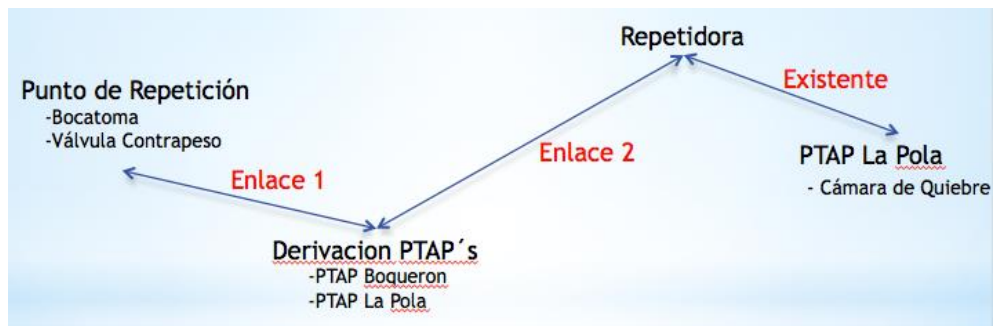 Punto de Repetición
-Bocatoma
-Válvula Contrapeso
Enlace 1
Derivacion PTAP´s
-PTAP Boqueron
-PTAP La Pola
Enlace 2
Repetidora
Existente
PTAP La Pola
- Cámara de Quiebre